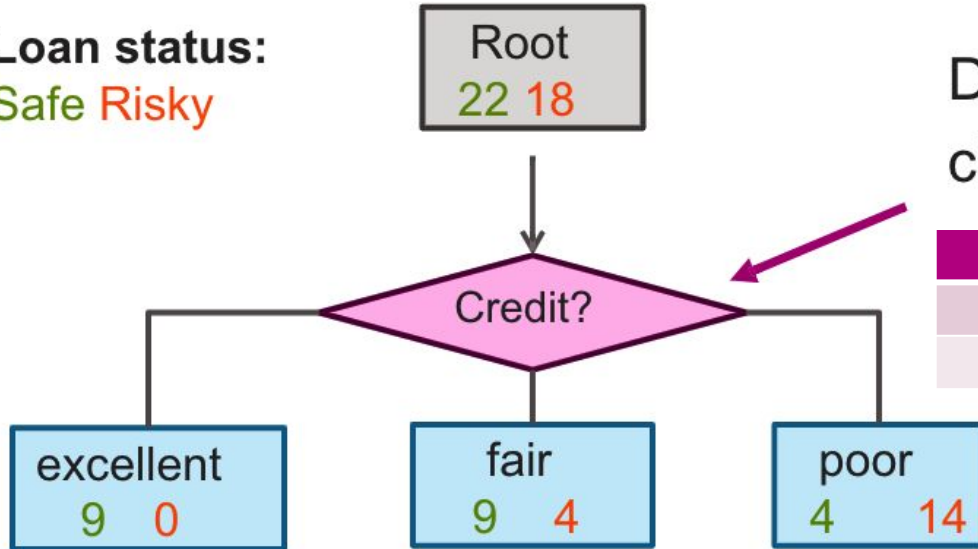 Loan status:
Safe Risky
Root
22 18
D
c
Credit?
excellent
9 0
fair
9 4
poor
4 14